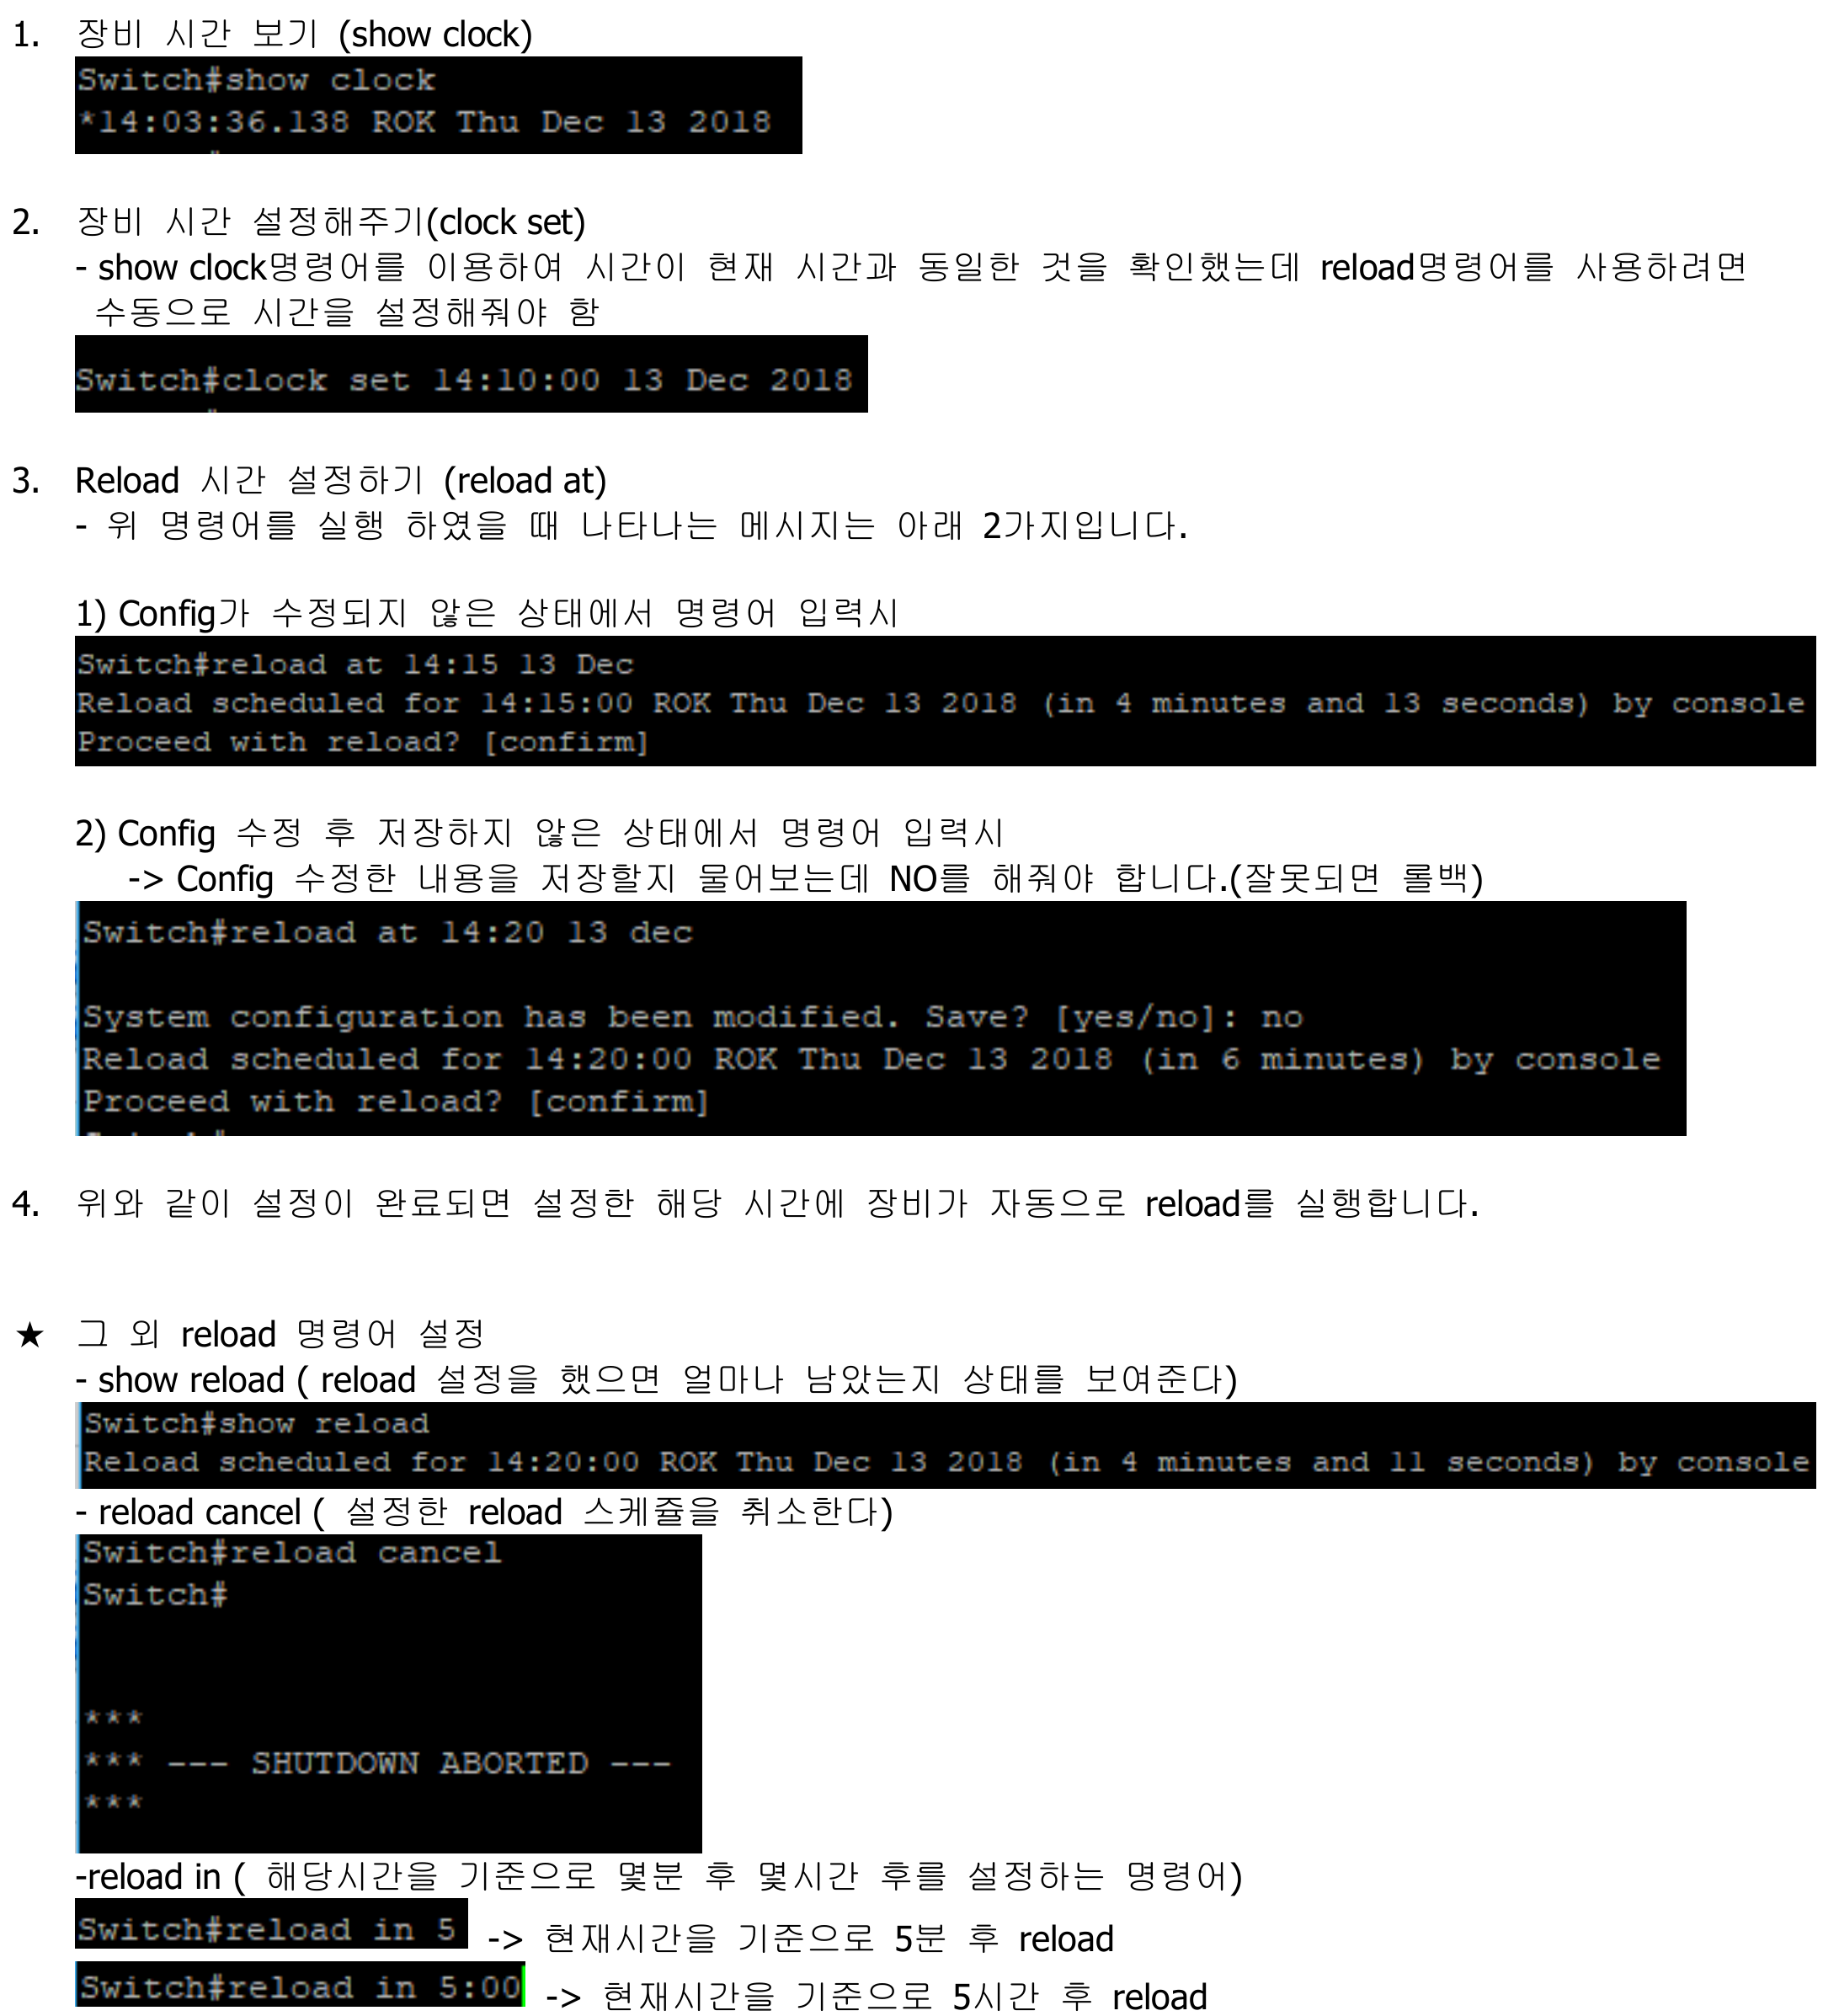 1. 장비 시간 보기 (show clock)
Switch#show clock
*14:03:36.138 ROK Thu Dec 13 2018
2. 장비 시간 설정해주기(clock set)
- show clock명령어를 이용하여 시간이 현재 시간과 동일한 것을 확인했는데 reload명령어를 사용하려면
수동으로 시간을 설정해줘야 함
Switch#clock set 14:10:00 13 Dec 2018
3. Reload 시간 설정하기 (reload at)
- 위 명령어를 실행 하였을 때 나타나는 메시지는 아래 2가지입니다.
1) Config가 수정되지 않은 상태에서 명령어 입력시
Switch#reload at 14:15 13 Dec
Reload scheduled for 14:15:00 ROK Thu Dec 13 2018 (in 4 minutes and 13 seconds) by console
Proceed with reload? [confirm]
2) Config 수정 후 저장하지 않은 상태에서 명령어 입력시
-> Config 수정한 내용을 저장할지 물어보는데 NO를 해줘야 합니다.(잘못되면 롤백)
Switch#reload at 14:20 13 dec
System configuration has been modified. Save? [yes/no]: no
Reload scheduled for 14:20:00 ROK Thu Dec 13 2018 (in 6 minutes) by console
Proceed with reload? [confirm]
4. 위와 같이 설정이 완료되면 설정한 해당 시간에 장비가 자동으로 reload를 실행합니다.
★ 그 외 reload 명령어 설정
- show reload ( reload 설정을 했으면 얼마나 남았는지 상태를 보여준다)
Switch#show reload
Reload scheduled for 14:20:00 ROK Thu Dec 13 2018 (in 4 minutes and 11 seconds) by console
- reload cancel ( 설정한 reload 스케쥴을 취소한다)
Switch#reload cancel
Switch#
***
*** --- SHUTDOWN ABORTED ---
***
-reload in ( 해당시간을 기준으로 몇분 후 몇시간 후를 설정하는 명령어)
Switch#reload in 5 -> 현재시간을 기준으로 5분 후 reload
Switch#reload in 5:00 -> 현재시간을 기준으로 5시간 후 reload